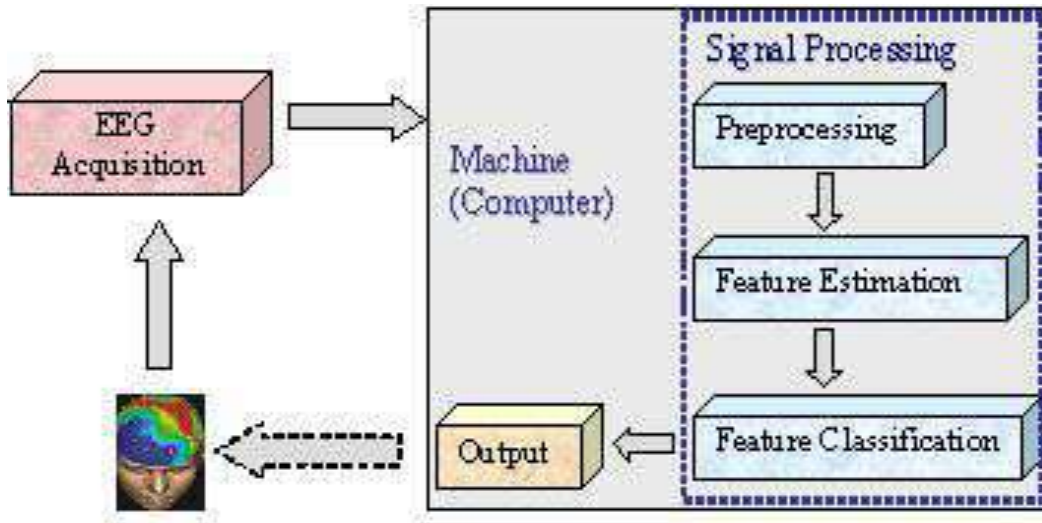 EEG
Acquisition
Machine
(Computer)
Signal Processing
Preprocessing
Feature Estimation
Feature Classification
Output